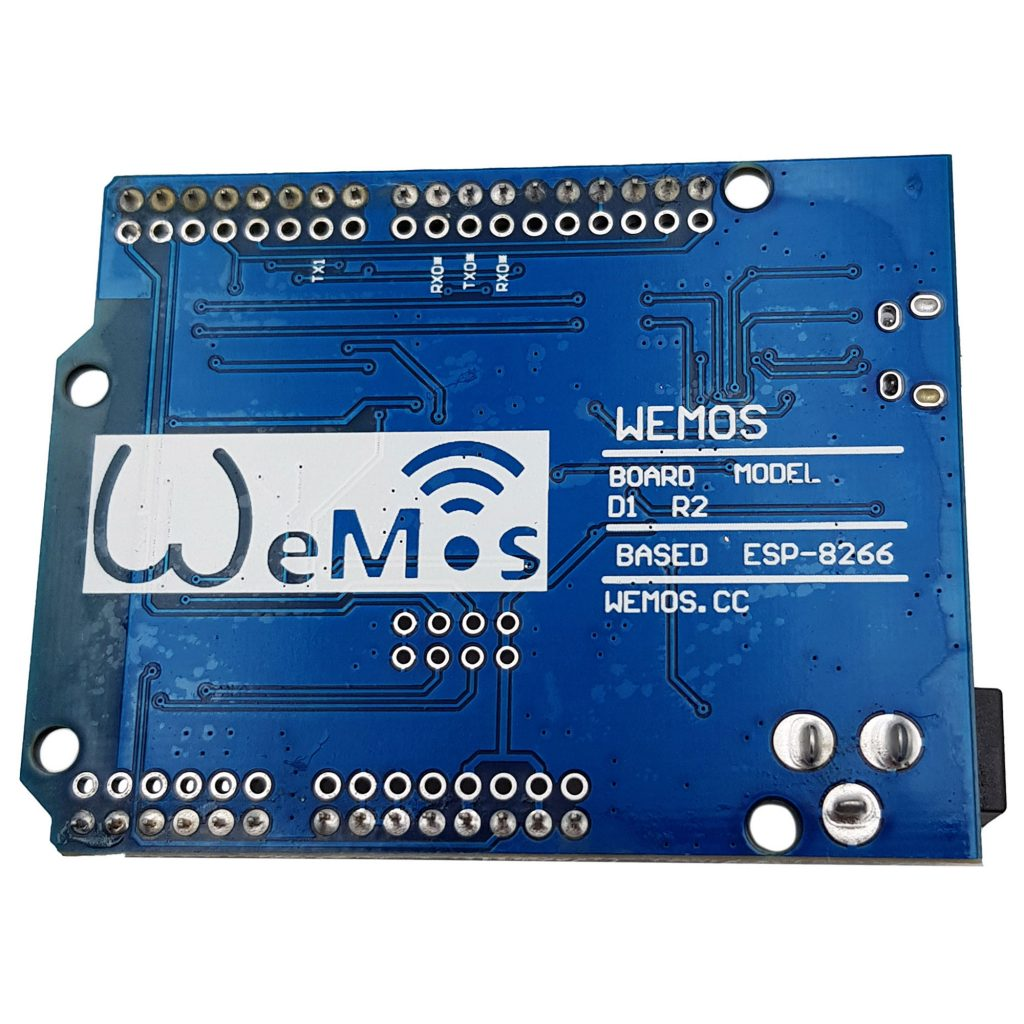 TX1
RX0*
TX0*
RX0*
WEMOS
BOARD MODEL
D1 R2
WeMos
BASED ESP-8266
WEMOS.CC